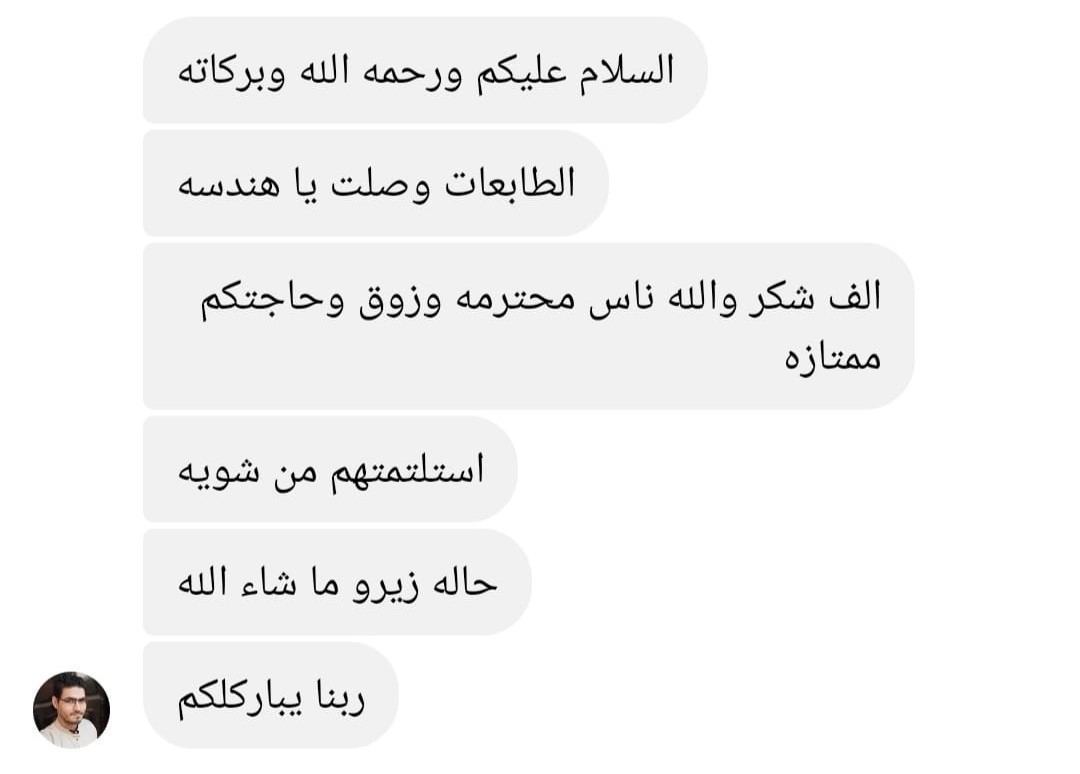 السلام عليكم ورحمه الله وبركاته
الطابعات وصلت يا هندسه
الف شكر والله ناس محترمه وزوق وحاجتكم
ممتازه
استلتمتهم من شويه
حاله زيرو ما شاء الله
ربنا يباركلكم